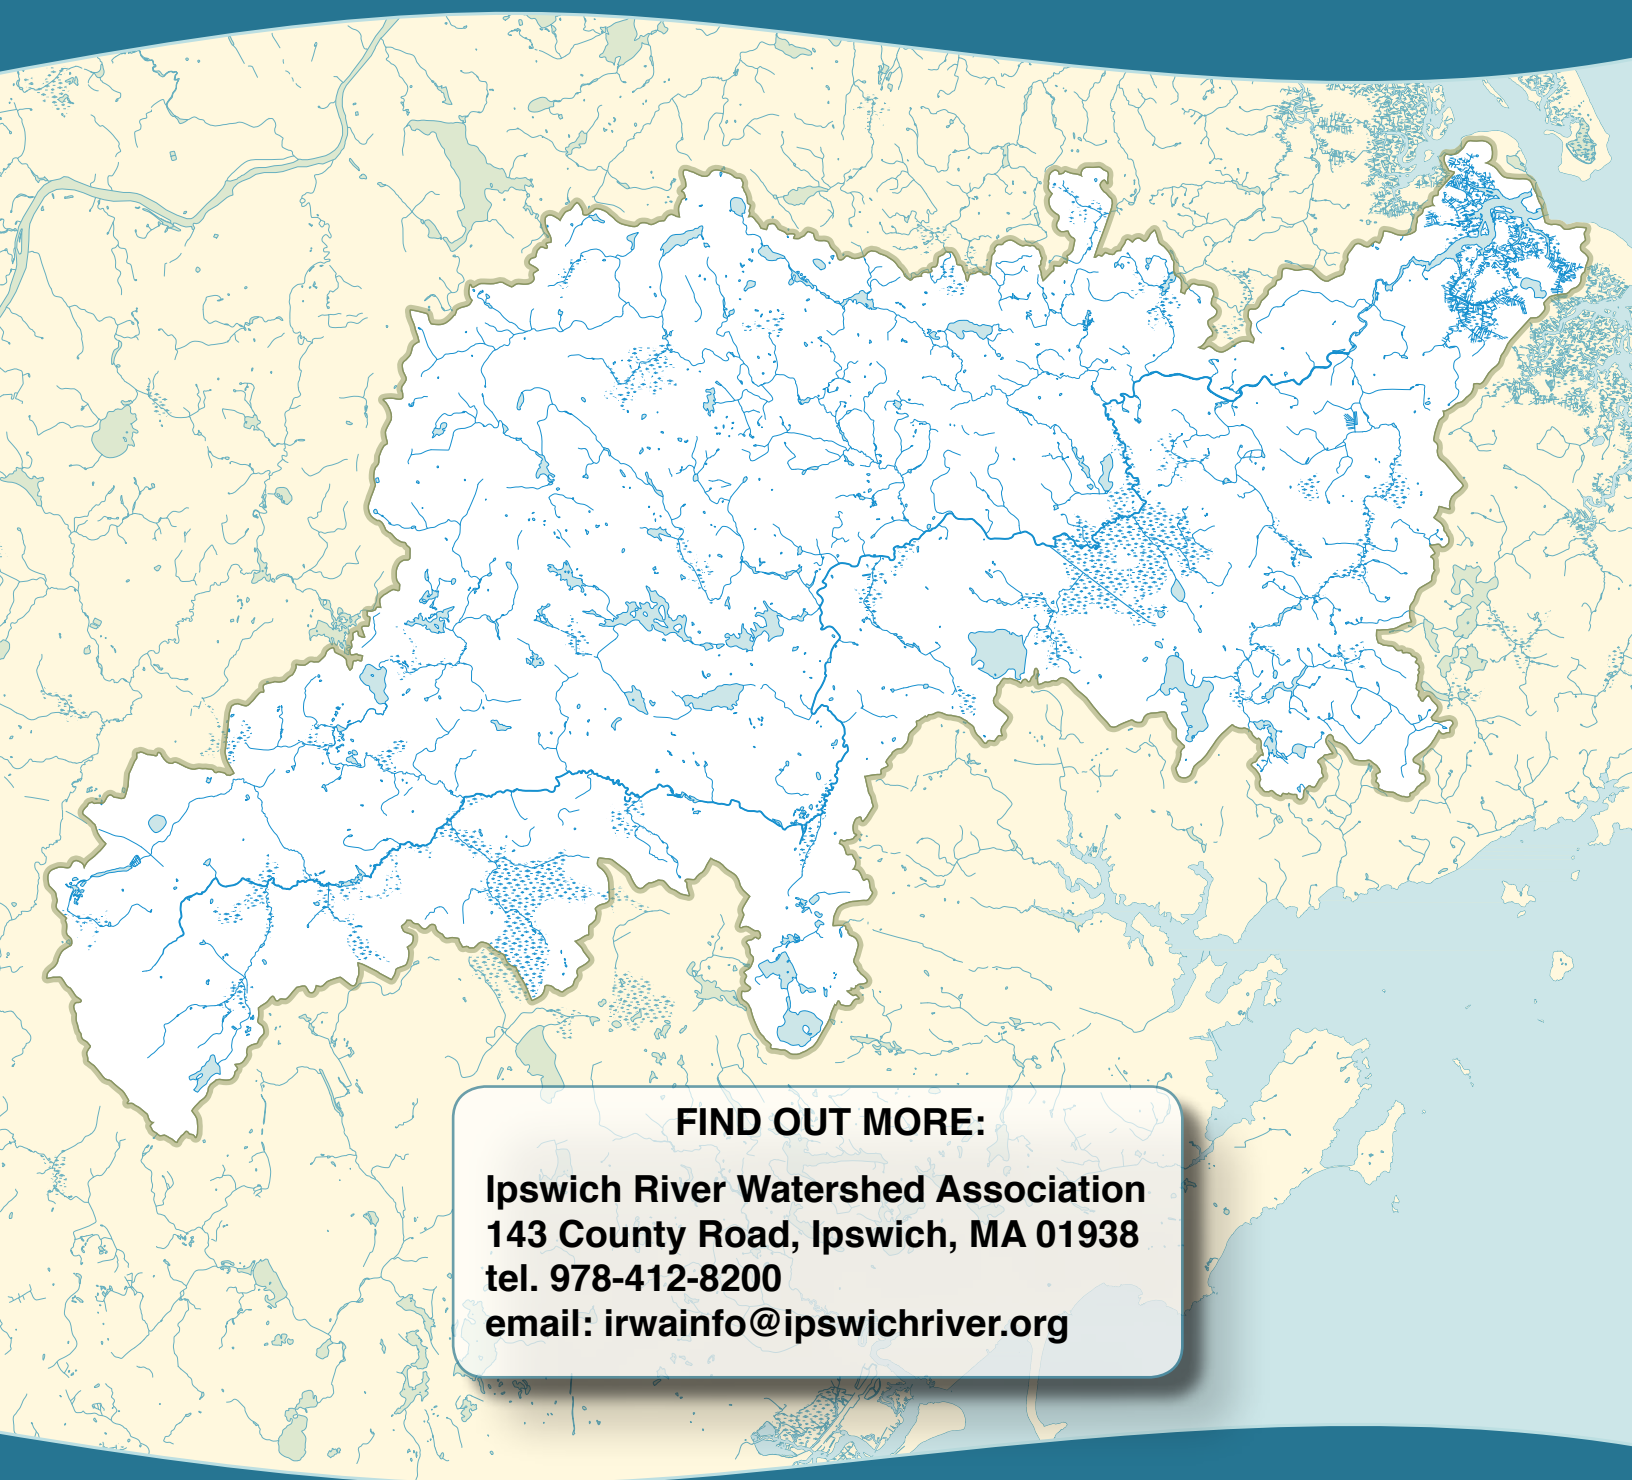 FIND OUT MORE:
Ipswich River Watershed Association
143 County Road, Ipswich, MA 01938
tel. 978-412-8200
email: irwainfo@ipswichriver.org